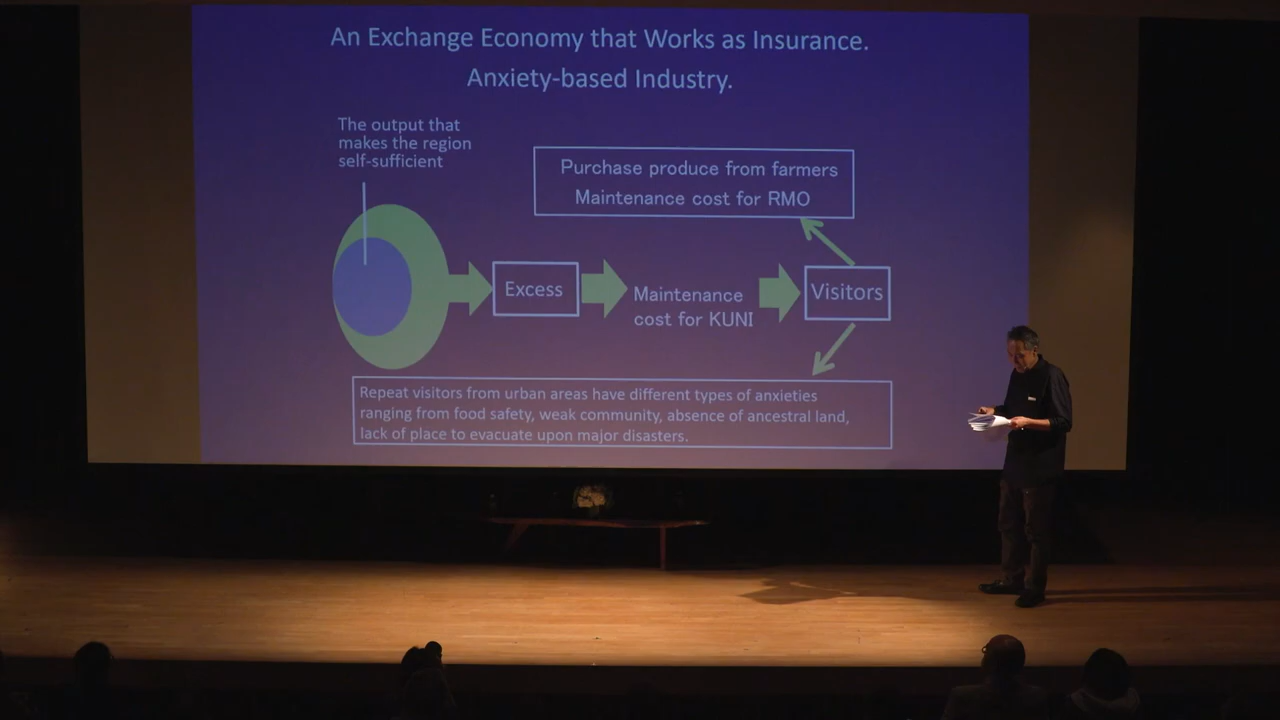 An Exchange Economy that Works as Insurance.
Anxiety-based Industry.
The output that
makes the region
self-sufficient
Purchase produce from farmers
Maintenance cost for RMO
Excess
Maintenance
cost for KUNI
Visitors
Repeat visitors from urban areas have different types of anxieties
ranging from food safety, weak community, absence of ancestral land,
lack of place to evacuate upon major disasters.